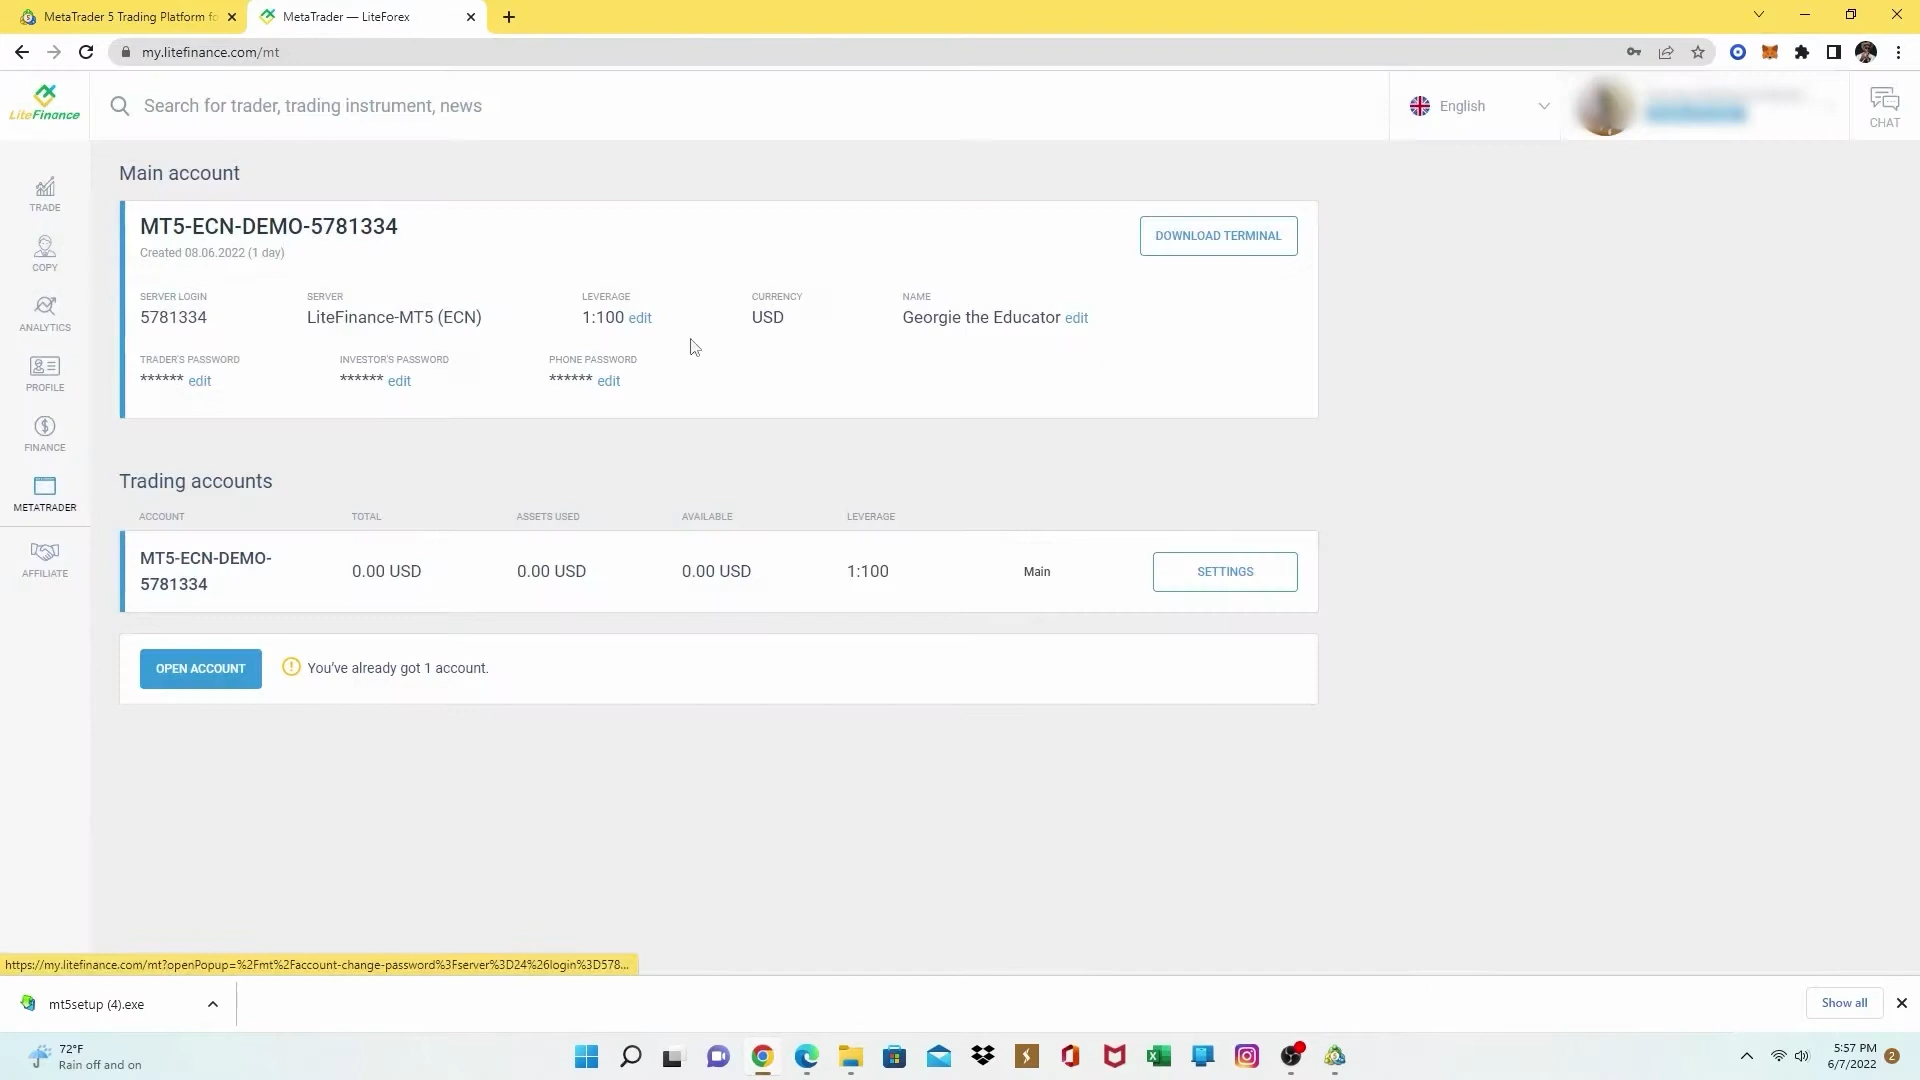 MetaTrader 5 Trading Platform fo
MetaTrader — LiteForex
my.litefinance.com/mt
LiteFinance
Search for trader, trading instrument, news
English
CHAT
TRADE
COPY
ANALYTICS
PROFILE
FINANCE
METATRADER
AFFILIATE
Main account
MT5-ECN-DEMO-5781334
Created 08.06.2022 (1 day)
DOWNLOAD TERMINAL
SERVER LOGIN SERVER LEVERAGE CURRENCY NAME
5781334 LiteFinance-MT5 (ECN) 1:100 edit USD Georgie the Educator edit
TRADER'S PASSWORD INVESTOR'S PASSWORD PHONE PASSWORD
****** edit ****** edit ****** edit
Trading accounts
ACCOUNT TOTAL ASSETS USED AVAILABLE LEVERAGE
MT5-ECN-DEMO-
5781334
0.00 USD 0.00 USD 0.00 USD 1:100 Main SETTINGS
OPEN ACCOUNT You've already got 1 account.
https://my.litefinance.com/mt?openPopup=%2Fmt%2Faccount-change-password%3Fserver%3D24%26login%3D578...
mt5setup (4).exe
Show all
72°F
Rain off and on
5:57 PM
6/7/2022
2